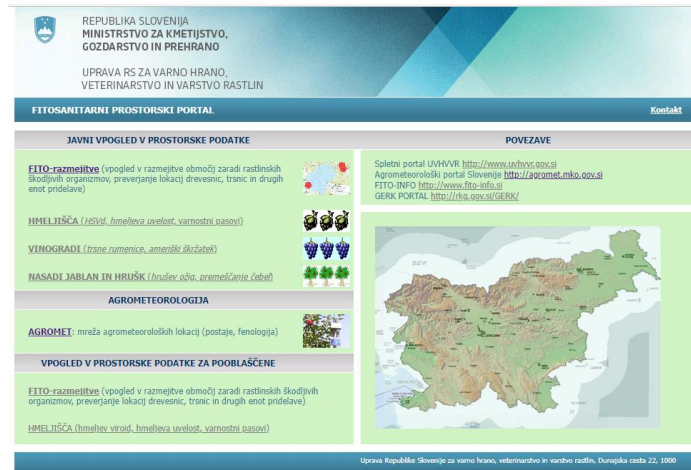 REPUBLIKA SLOVENIJA
MINISTRSTVO ZA KMETIJSTVO,
GOZDARSTVO IN PREHRANO
UPRAVA RS ZA VARNO HRANO,
VETERINARSTVO IN VARSTVO RASTLIN
FITOSANITARNI PROSTORSKI PORTAL
Kontakt
JAVNI VPOGLED V PROSTORSKE PODATKE
FITO-razmejitve (vpogled v razmejitve območij zaradi rastlinskih
škodljivih organizmov, preverjanje lokacij drevesnic, trsnic in drugih
enot pridelave)
HMELJIŠČA (HSVd, hmeljeva uvelost, varnostni pasovi)
VINOGRADI (trsne rumenice, ameriški škržatek)
NASADI JABLAN IN HRUŠK (hrušev ožig, premeščanje čebel)
AGROMETEOROLOGIJA
AGROMET: mreža agrometeoroloških lokacij (postaje, fenologija)
VPOGLED V PROSTORSKE PODATKE ZA POOBLAŠČENE
FITO-razmejitve (vpogled v razmejitve območij zaradi rastlinskih škodljivih
organizmov, preverjanje lokacij drevesnic, trsnic in drugih enot pridelave)
HMELJIŠČA (hmeljev viroid, hmeljeva uvelost, varnostni pasovi)
POVEZAVE
Spletni portal UVHVVR http://www.uvhvvr.gov.si
Agrometeorološki portal Slovenije http://agromet.mko.gov.si
FITO-INFO http://www.fito-info.si
GERK PORTAL http://rkg.gov.si/GERK/
Uprava Republike Slovenije za varno hrano, veterinarstvo in varstvo rastlin, Dunajska cesta 22, 1000